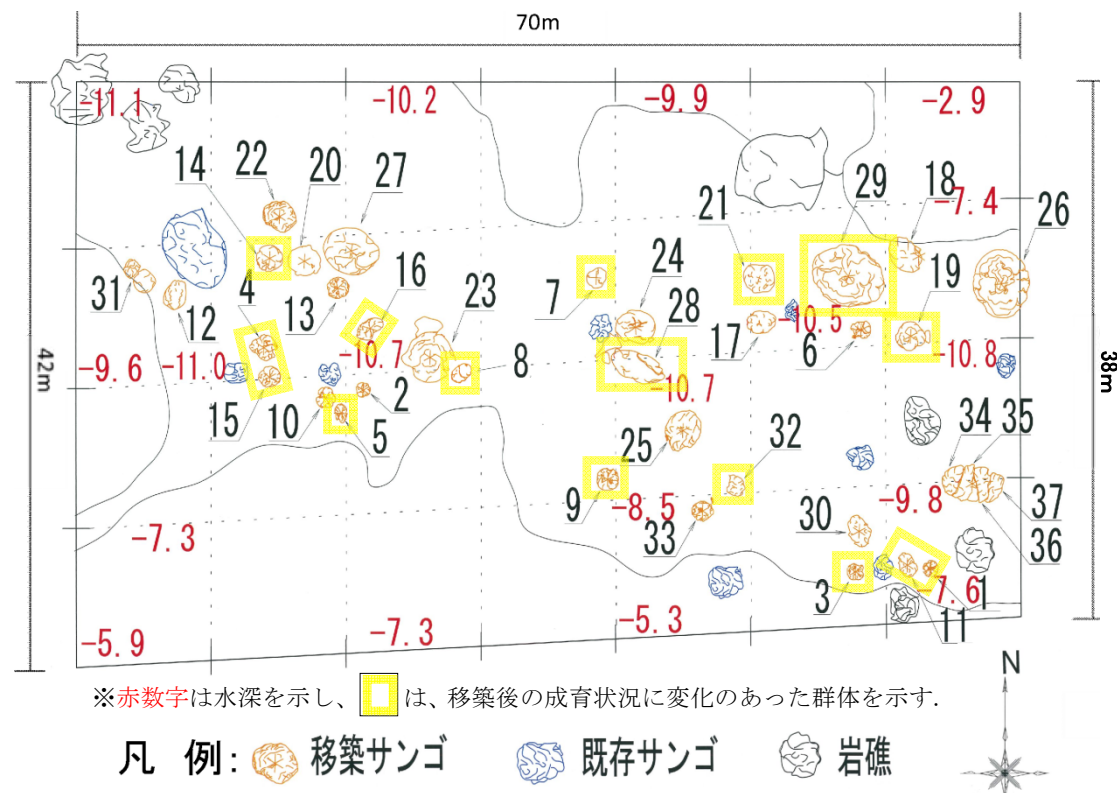 70m
-11.1 -10.2 -9.9 -2.9
22 20 27 14 21 29 18 -7.4 26
31 12 4 13 16 23 7 24 28 17 -10.5 6 19
42m -9.6 -11.0 -10.7 8 -10.7 -10.8 38m
15 10 2 5 25 32 34 35
-7.3 9 -8.5 33 30 -9.8 37 36
3 -7.6 1 11
-5.9 -7.3 -5.3
N
※赤数字は水深を示し、 は、移築後の成育状況に変化のあった群体を示す.
凡 例: 移築サンゴ 既存サンゴ 岩礁